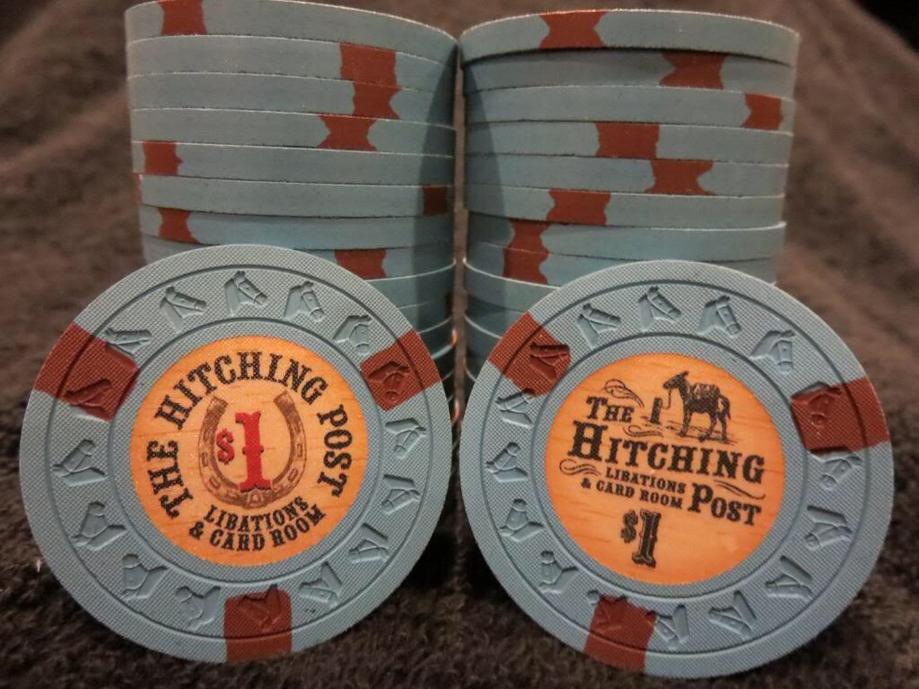 THE HITCHING POST
$1
LIBATIONS
& CARD ROOM
THE
HITCHING
LIBATIONS
& CARD ROOM
POST
$1